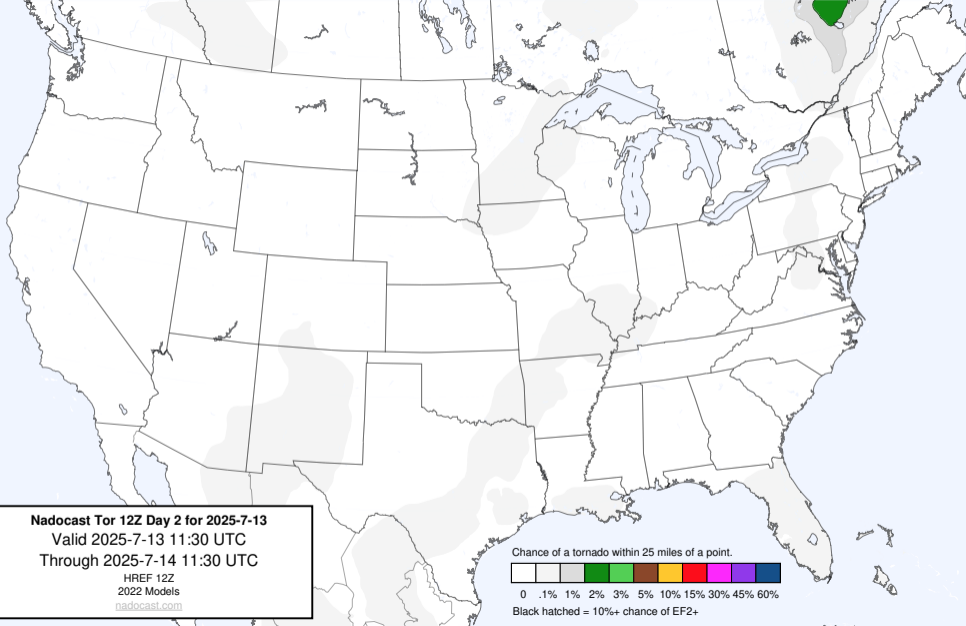 Nadocast Tor 12Z Day 2 for 2025-7-13
Valid 2025-7-13 11:30 UTC
Through 2025-7-14 11:30 UTC
HREF 12Z
2022 Models
nadocast.com
Chance of a tornado within 25 miles of a point.
0 .1% 1% 2% 3% 5% 10% 15% 30% 45% 60%
Black hatched = 10%+ chance of EF2+